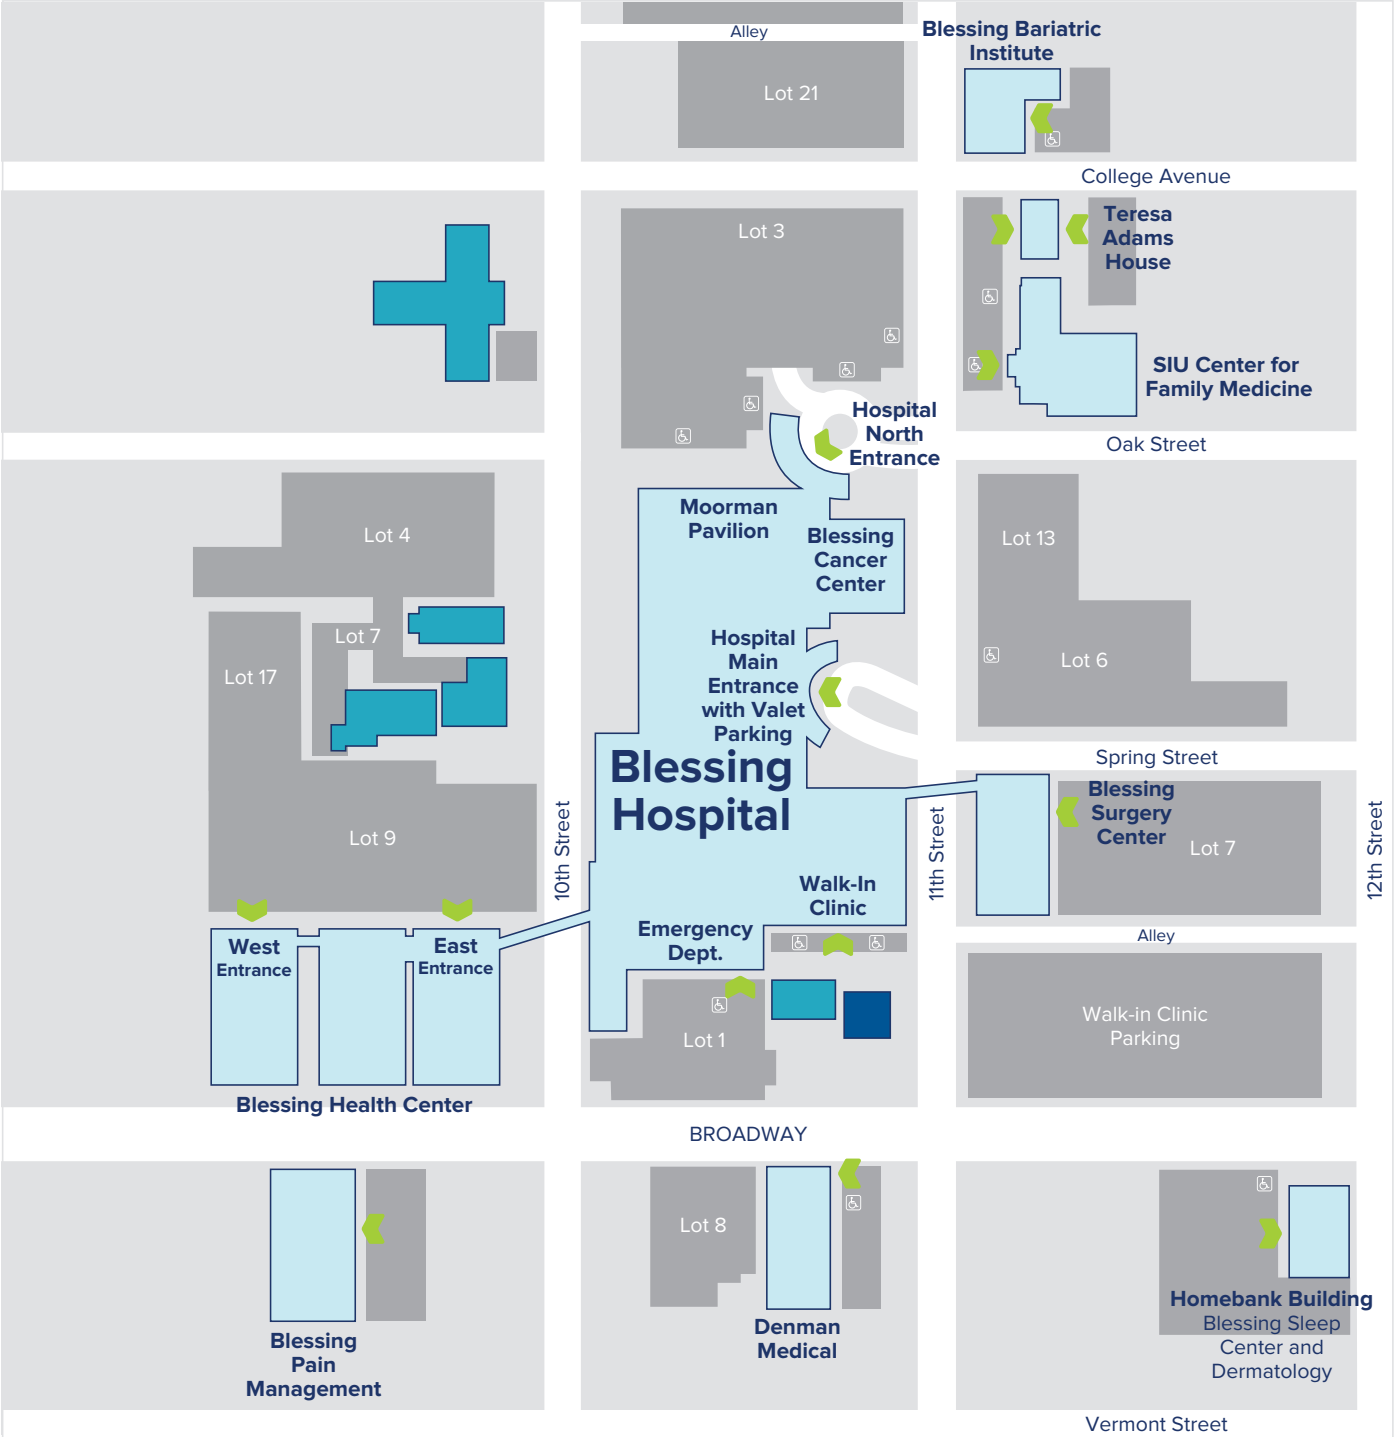 Alley
Blessing Bariatric
Institute
Lot 21
College Avenue
Lot 3
Teresa
Adams
House
SIU Center for
Family Medicine
Hospital
North
Entrance
Oak Street
Moorman
Pavilion
Blessing
Cancer
Center
Lot 4
Lot 13
Lot 7
Lot 17
Hospital
Main
Entrance
with Valet
Parking
Lot 6
Blessing
Hospital
Spring Street
Blessing
Surgery
Center
Lot 7
Lot 9
10th Street
11th Street
12th Street
Walk-In
Clinic
Emergency
Dept.
Alley
West
Entrance
East
Entrance
Walk-in Clinic
Parking
Lot 1
Blessing Health Center
BROADWAY
Lot 8
Blessing
Pain
Management
Denman
Medical
Homebank Building
Blessing Sleep
Center and
Dermatology
Vermont Street